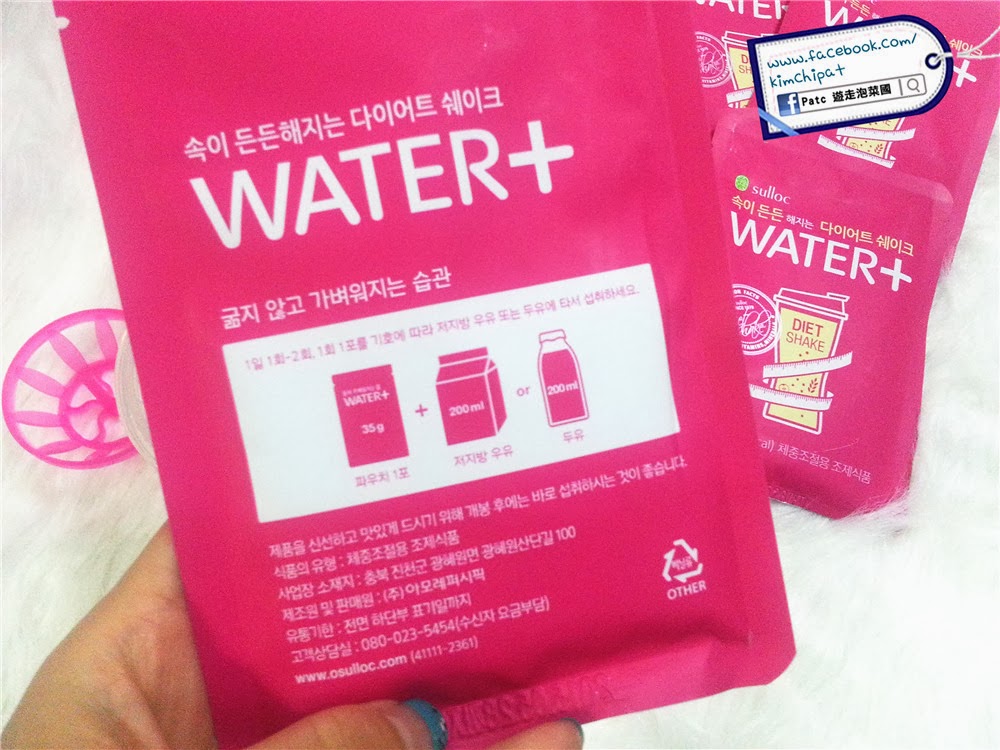 속이 든든해지는 다이어트 쉐이크
WATER+
굶지 않고 가벼워지는 습관
1일 1회~2회, 1회 1포를 기호에 따라 저지방 우유 또는 두유에 타서 섭취하세요.
WATER+
35g
+
200ml
or
200ml
파우치 1포
저지방 우유
두유
제품을 신선하고 맛있게 드시기 위해 개봉 후에는 바로 섭취하시는 것이 좋습니다.
식품의 유형 : 체중조절용 조제식품
사업장 소재지 : 충북 진천군 광혜원면 광혜원산단길 100
제조원 및 판매원 : (주)아모레퍼시픽
유통기한 : 전면 하단부 표기일까지
고객상담실 : 080-023-5454(수신자 요금부담)
www.osulloc.com (41111-2361)
OTHER
www.facebook.com/
kimchipat
f Patc 遊走泡菜國
WATER+
DIET
SH
WATER+
sulloc
속이 든든해지는 다이어트 쉐이크
WATER+
DIET
SHAKE
체중조절용 조제식품